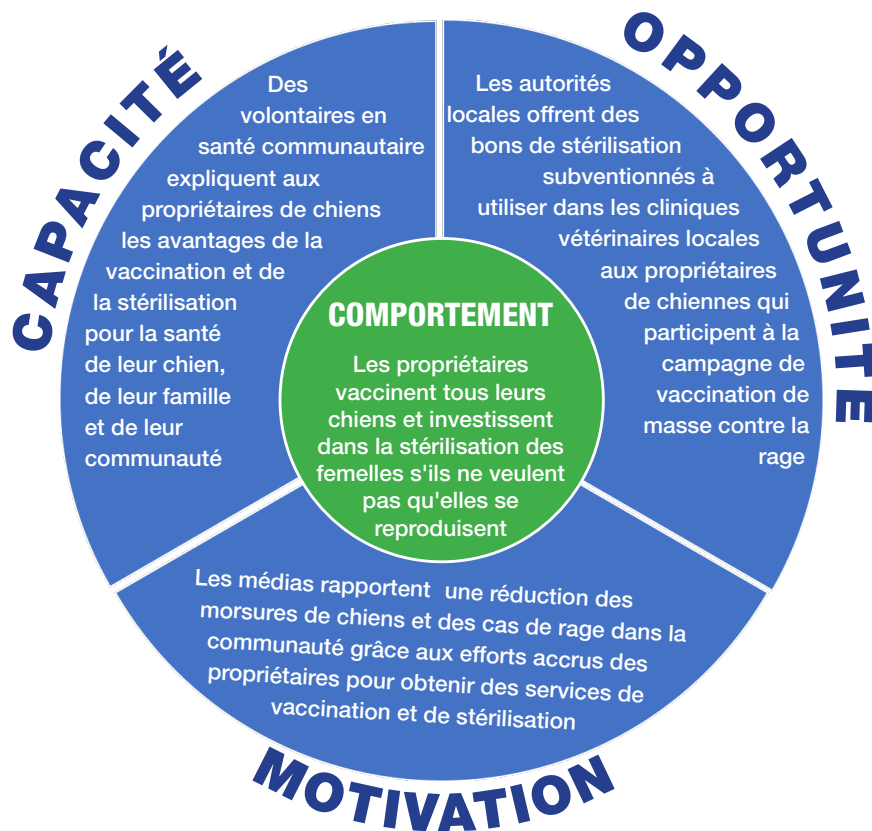 CAPACITÉ
Des
volontaires en
santé communautaire
expliquent aux
propriétaires de chiens
les avantages de la
vaccination et de
la stérilisation
pour la santé
de leur chien,
de leur famille
et de leur
communauté
OPPORTUNITE
Les autorités
locales offrent des
bons de stérilisation
subventionnés à
utiliser dans les cliniques
vétérinaires locales
aux propriétaires
de chiennes qui
participent à la
campagne de
vaccination de
masse contre la
rage
COMPORTEMENT
Les propriétaires
vaccinent tous leurs
chiens et investissent
dans la stérilisation des
femelles s'ils ne veulent
pas qu'elles se
reproduisent
Les médias rapportent une réduction des
morsures de chiens et des cas de rage dans la
communauté grâce aux efforts accrus des
propriétaires pour obtenir des services de
vaccination et de stérilisation
MOTIVATION